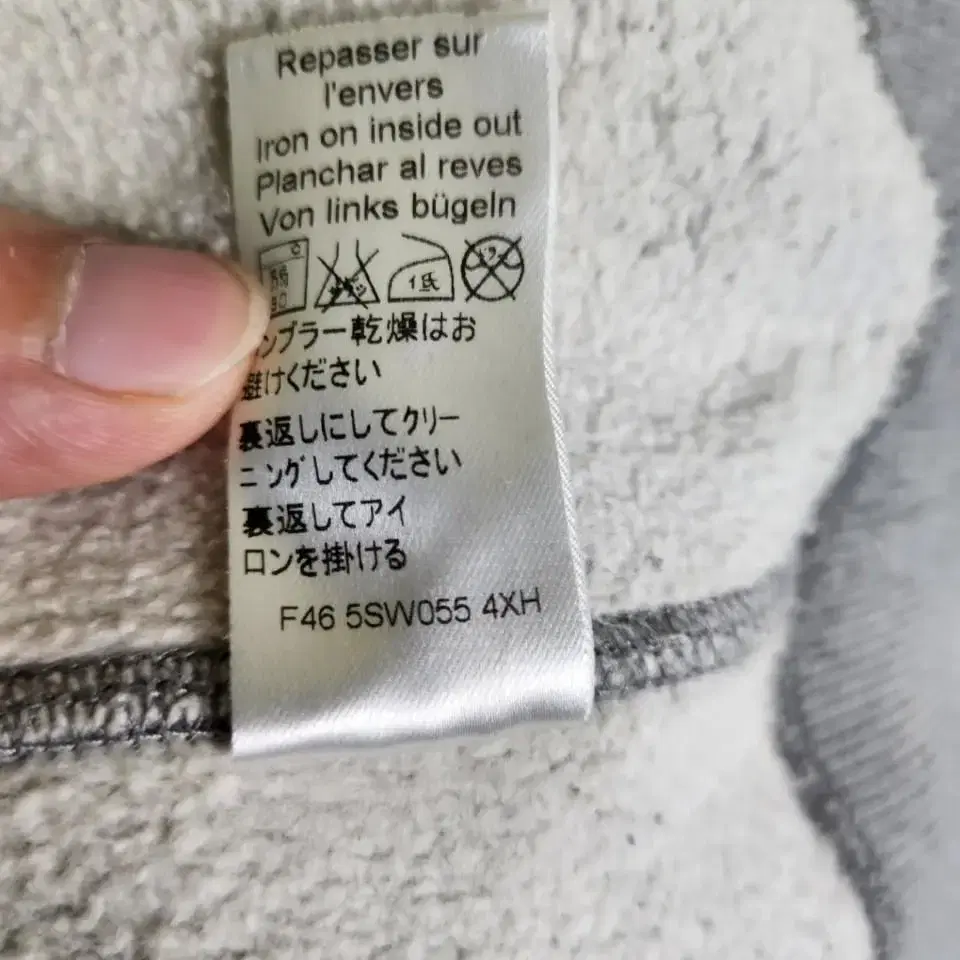 Repasser sur
l'envers
Iron on inside out
Planchar al reves
Von links bügeln
1低
ンブラー乾燥はお
避けください
裏返しにしてクリー
ニングしてください
裏返してアイ
ロンを掛ける
F46 5SW055 4XH